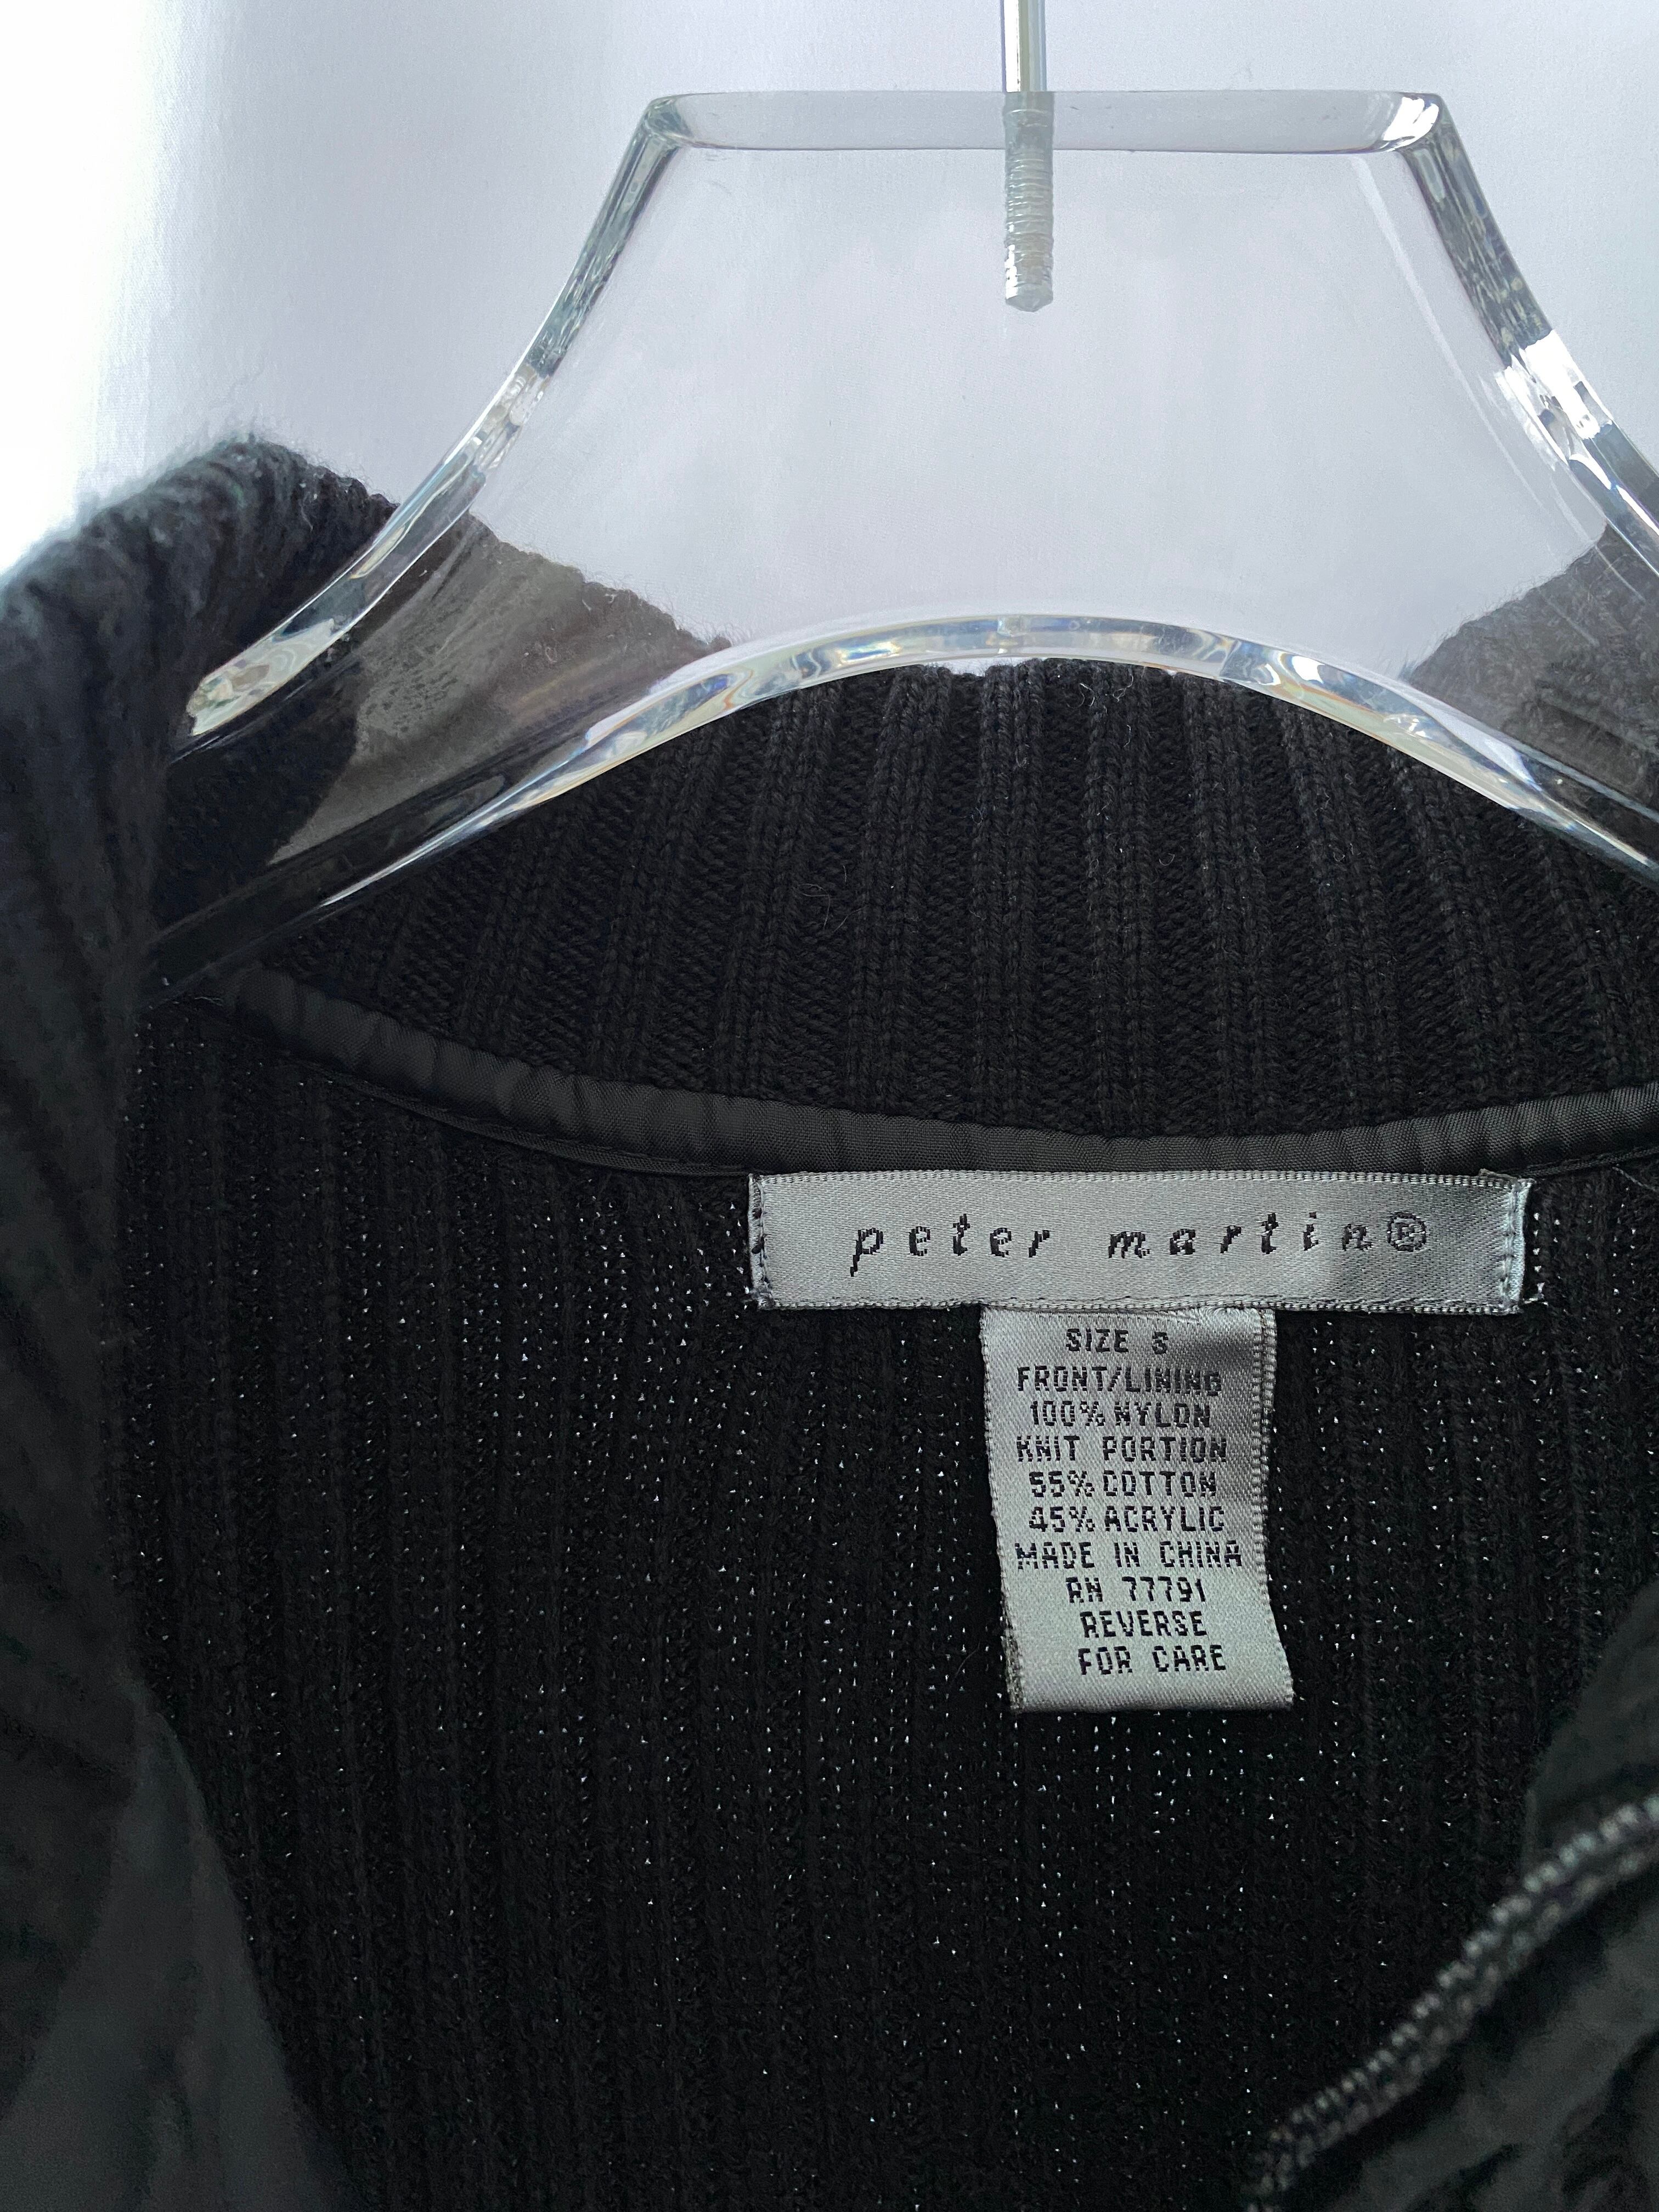 peter martin®
SIZE S
FRONT/LINING
100% NYLON
KNIT PORTION
55% COTTON
45% ACRYLIC
MADE IN CHINA
RN 77791
REVERSE
FOR CARE